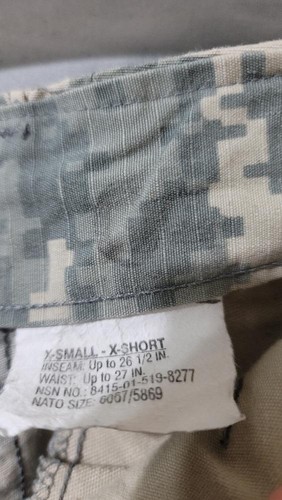 X-SMALL - X-SHORT
INSEAM: Up to 26 1/2 IN.
WAIST: Up to 27 IN.
NSN NO.: 8415-01-519-8277
NATO SIZE: 6067/5869